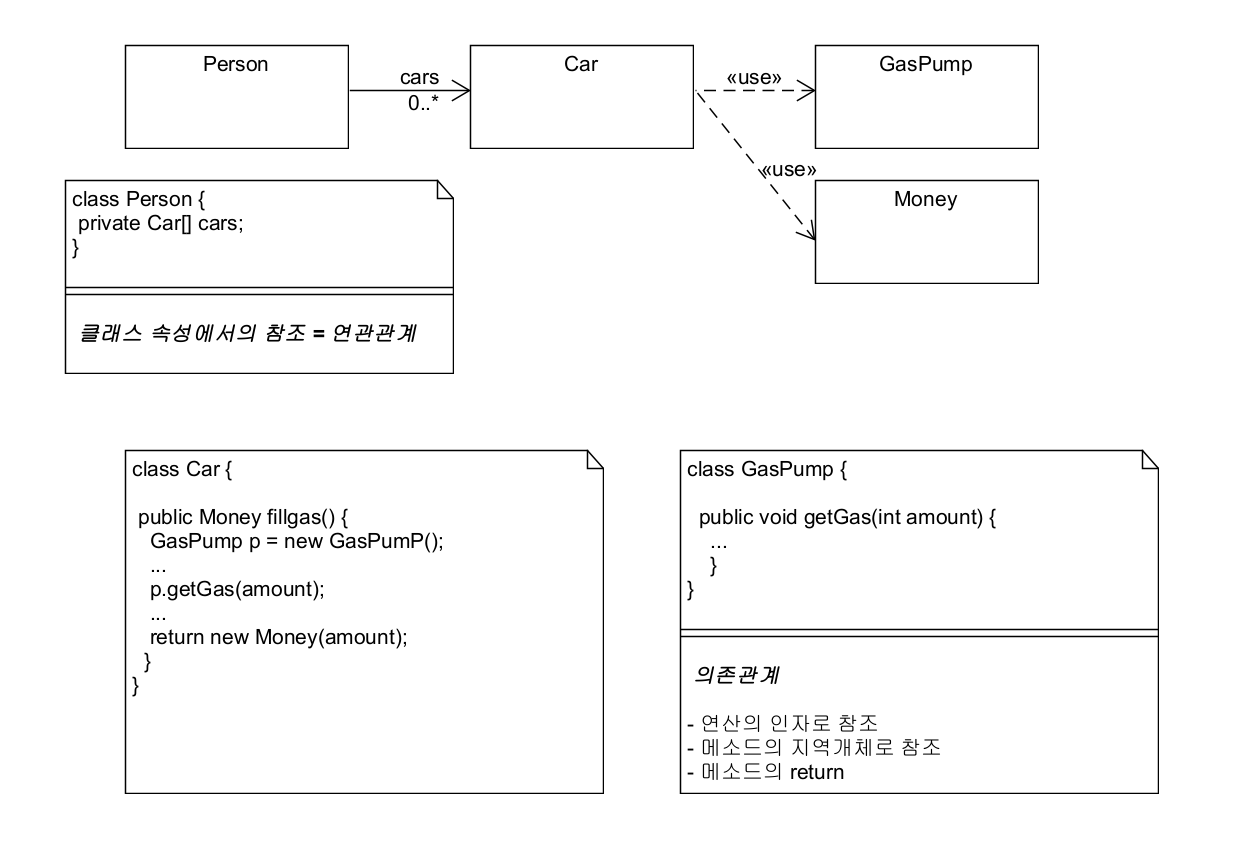 Person
cars
0..*
Car
«use»
GasPump
«use»
Money
class Person {
private Car[] cars;
}
클래스 속성에서의 참조 = 연관관계
class Car {
public Money fillgas() {
GasPump p = new GasPumP();
...
p.getGas(amount);
...
return new Money(amount);
}
}
class GasPump {
public void getGas(int amount) {
...
}
}
의존관계
- 연산의 인자로 참조
- 메소드의 지역개체로 참조
- 메소드의 return